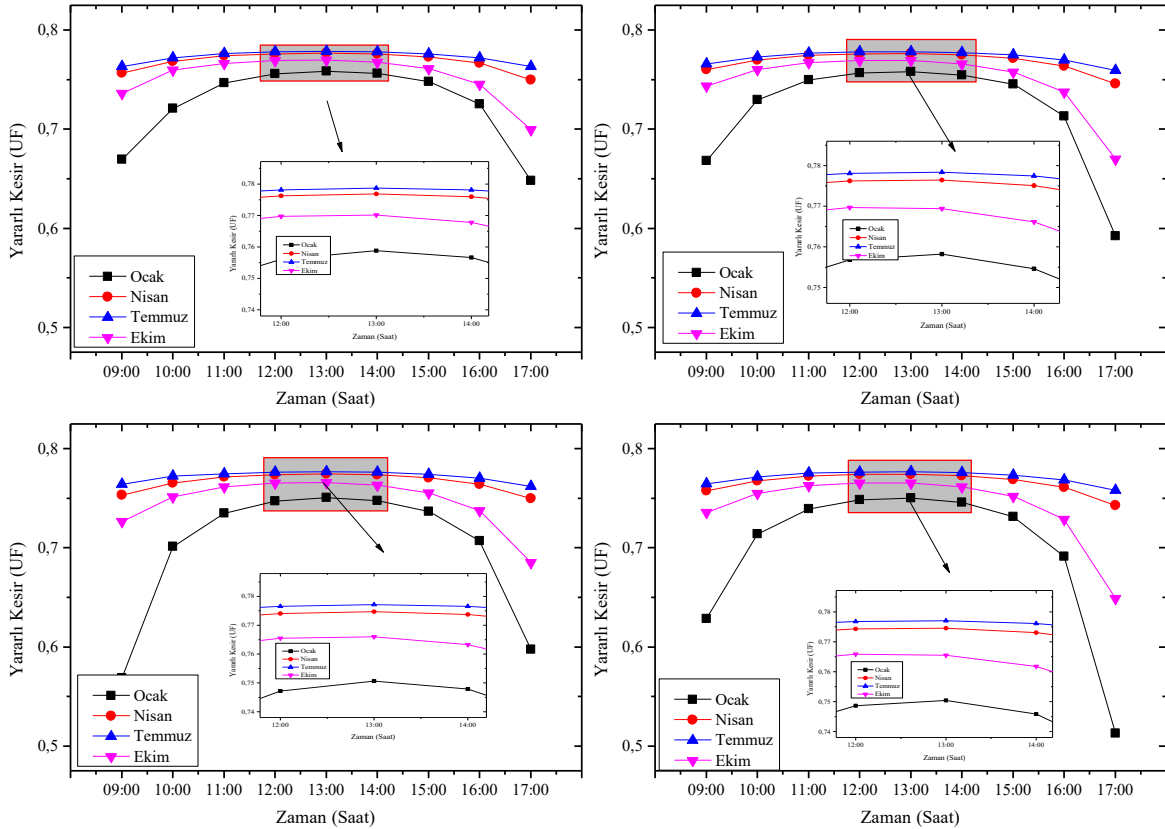 Yararlı Kesir (UF)
0,8
0,7
0,6
0,5
Ocak
Nisan
Temmuz
Ekim
Yararlı Kesir (UF)
0,78
0,77
0,76
0,75
0,74
Ocak
Nisan
Temmuz
Ekim
12:00 13:00 14:00
Zaman (Saat)
09:00 10:00 11:00 12:00 13:00 14:00 15:00 16:00 17:00
Zaman (Saat)
Yararlı Kesir (UF)
0,8
0,7
0,6
0,5
Ocak
Nisan
Temmuz
Ekim
Yararlı Kesir (UF)
0,78
0,77
0,76
0,75
Ocak
Nisan
Temmuz
Ekim
12:00 13:00 14:00
Zaman (Saat)
09:00 10:00 11:00 12:00 13:00 14:00 15:00 16:00 17:00
Zaman (Saat)
Yararlı Kesir (UF)
0,8
0,7
0,6
0,5
Ocak
Nisan
Temmuz
Ekim
Yararlı Kesir (UF)
0,78
0,77
0,76
0,75
0,74
Ocak
Nisan
Temmuz
Ekim
12:00 13:00 14:00
Zaman (Saat)
09:00 10:00 11:00 12:00 13:00 14:00 15:00 16:00 17:00
Zaman (Saat)
Yararlı Kesir (UF)
0,8
0,7
0,6
0,5
Ocak
Nisan
Temmuz
Ekim
Yararlı Kesir (UF)
0,78
0,77
0,76
0,75
0,74
Ocak
Nisan
Temmuz
Ekim
12:00 13:00 14:00
Zaman (Saat)
09:00 10:00 11:00 12:00 13:00 14:00 15:00 16:00 17:00
Zaman (Saat)